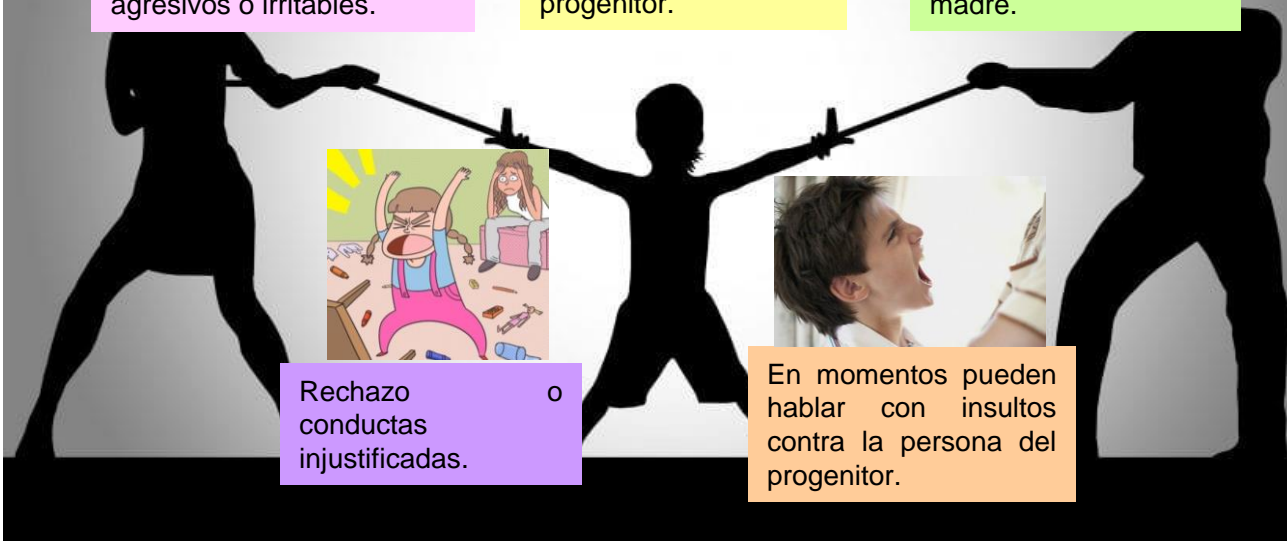 agresivos o irritables.
progenitor.
madre.
Rechazo o
conductas
injustificadas.
En momentos pueden
hablar con insultos
contra la persona del
progenitor.